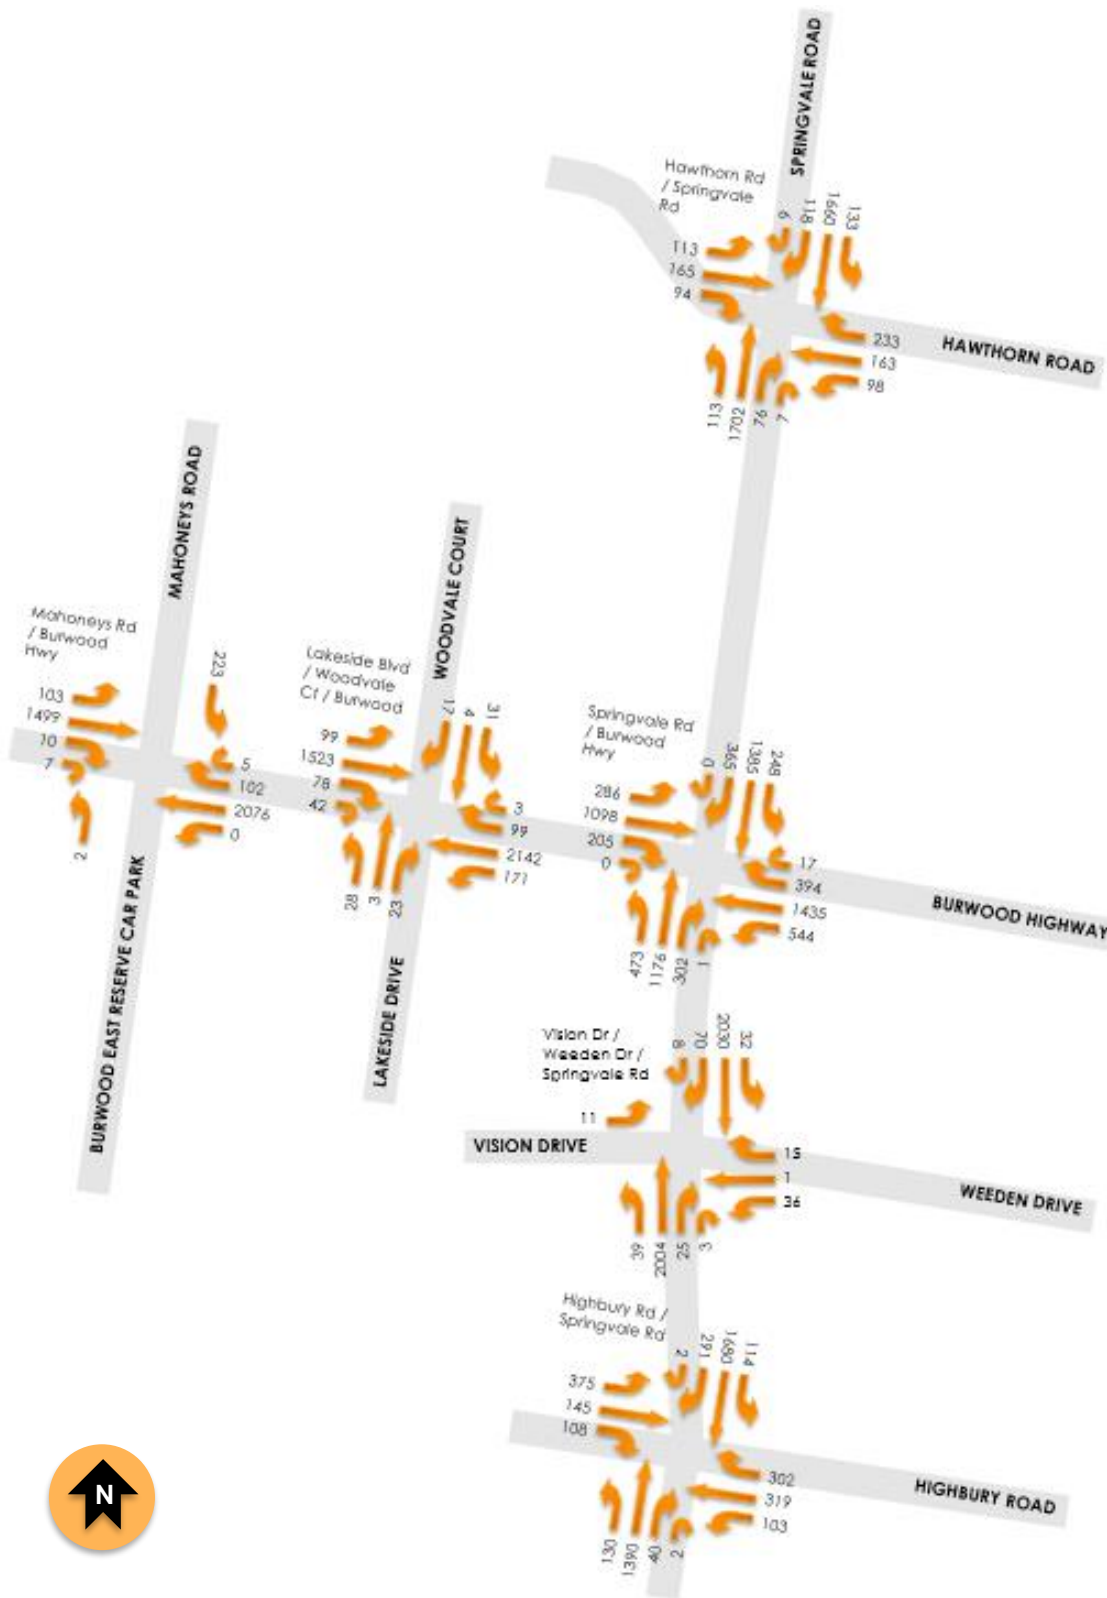 SPRINGVALE ROAD
Hawthorn Rd
/ Springvale
Rd
6
118
1660
133
113
165
94
233
163
98
HAWTHORN ROAD
113
1702
76
7
MAHONEYS ROAD
WOODVALE COURT
Mahoneys Rd
/ Burwood
Hwy
223
103
1499
10
7
5
102
2076
0
2
BURWOOD EAST RESERVE CAR PARK
Lakeside Blvd
/ Woodvale
Ct / Burwood
17
4
31
99
1523
78
42
3
99
2142
171
28
3
23
LAKESIDE DRIVE
Springvale Rd
/ Burwood
Hwy
0
365
1385
248
286
1098
205
0
17
394
1435
544
BURWOOD HIGHWAY
473
1176
302
1
Vision Dr /
Weeden Dr /
Springvale Rd
8
70
2030
32
11
VISION DRIVE
15
1
36
WEEDEN DRIVE
39
2004
25
3
Highbury Rd /
Springvale Rd
2
291
1680
114
375
145
108
302
319
103
HIGHBURY ROAD
130
1390
40
2
N